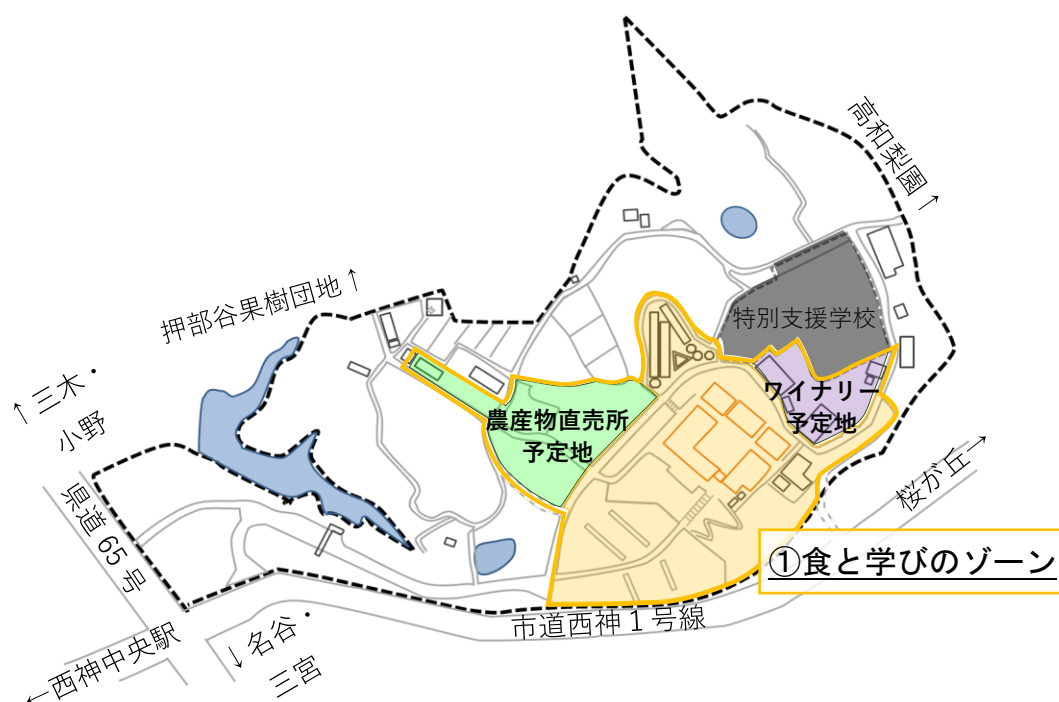 高和梨園↑
押部谷果樹団地↑
特別支援学校
↑三木・
小野
ワイナリー
予定地
農産物直売所
予定地
桜が丘→
県道 65 号
①食と学びのゾーン
市道西神 1 号線
↓名谷・
三宮
←西神中央駅